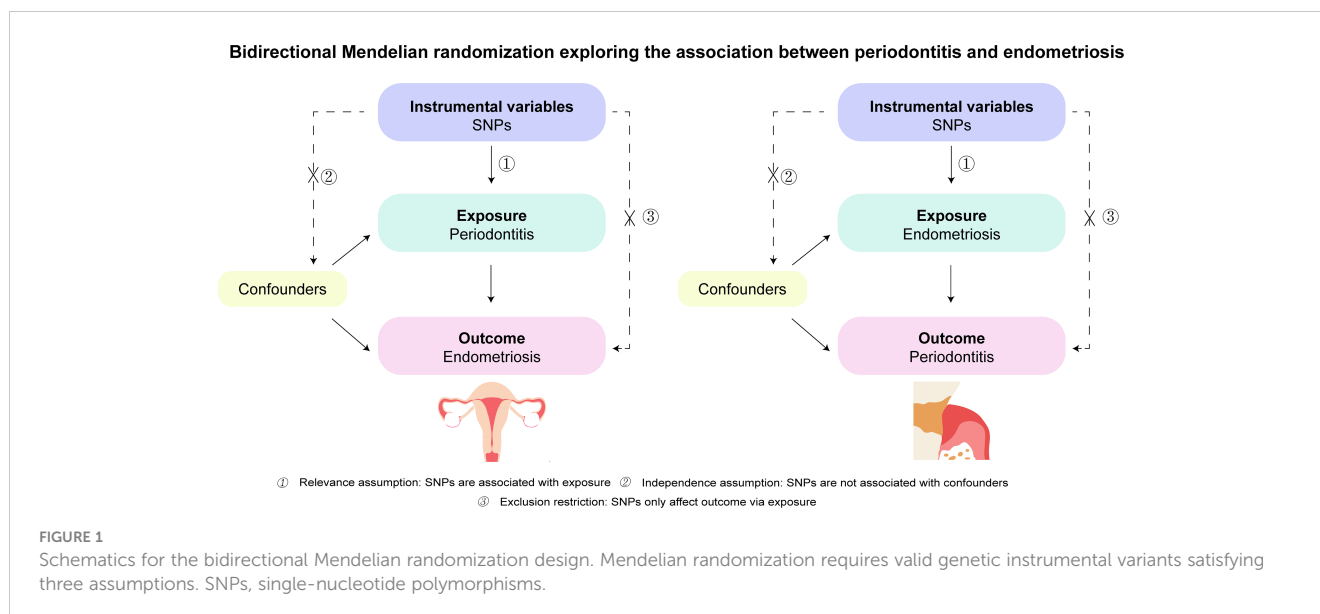 Bidirectional Mendelian randomization exploring the association between periodontitis and endometriosis
Instrumental variables
SNPs
①
②
Exposure
Periodontitis
③
Confounders
Outcome
Endometriosis
Instrumental variables
SNPs
①
②
Exposure
Endometriosis
③
Confounders
Outcome
Periodontitis
① Relevance assumption: SNPs are associated with exposure ② Independence assumption: SNPs are not associated with confounders
③ Exclusion restriction: SNPs only affect outcome via exposure
FIGURE 1
Schematics for the bidirectional Mendelian randomization design. Mendelian randomization requires valid genetic instrumental variants satisfying
three assumptions. SNPs, single-nucleotide polymorphisms.